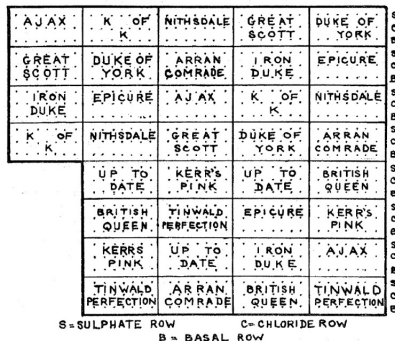 AJAX K OF K NITHSDALE GREAT SCOTT DUKE OF YORK
GREAT SCOTT DUKE OF YORK ARRAN COMRADE IRON DUKE EPICURE
IRON DUKE EPICURE AJAX K OF K NITHSDALE
K OF K NITHSDALE GREAT SCOTT DUKE OF YORK ARRAN COMRADE
UP TO DATE KERR'S PINK UP TO DATE BRITISH QUEEN
BRITISH QUEEN TINWALD PERFECTION EPICURE KERR'S PINK
KERRS PINK UP TO DATE IRON DUKE AJAX
TINWALD PERFECTION ARRAN COMRADE BRITISH QUEEN TINWALD PERFECTION
S = SULPHATE ROW C = CHLORIDE ROW
B = BASAL ROW